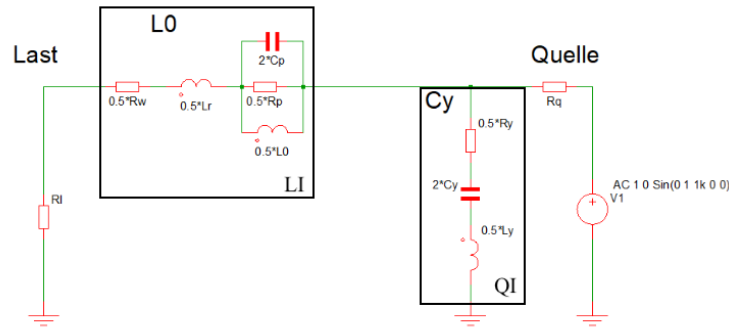 L0
Last
Quelle
2*Cp
0.5*Rw
0.5*Lr
0.5*Rp
0.5*L0
LI
Cy
0.5*Ry
2*Cy
0.5*Ly
QI
Rq
Rl
AC 1 0 Sin(0 1 1k 0 0)
V1